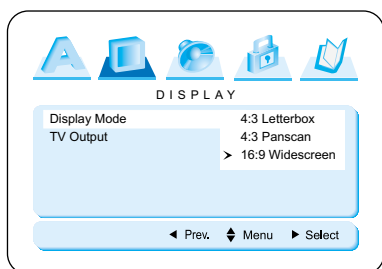 A
DISPLAY
Display Mode
TV Output
4:3 Letterbox
4:3 Panscan
➤ 16:9 Widescreen
◀ Prev. ▲▼ Menu ▶ Select